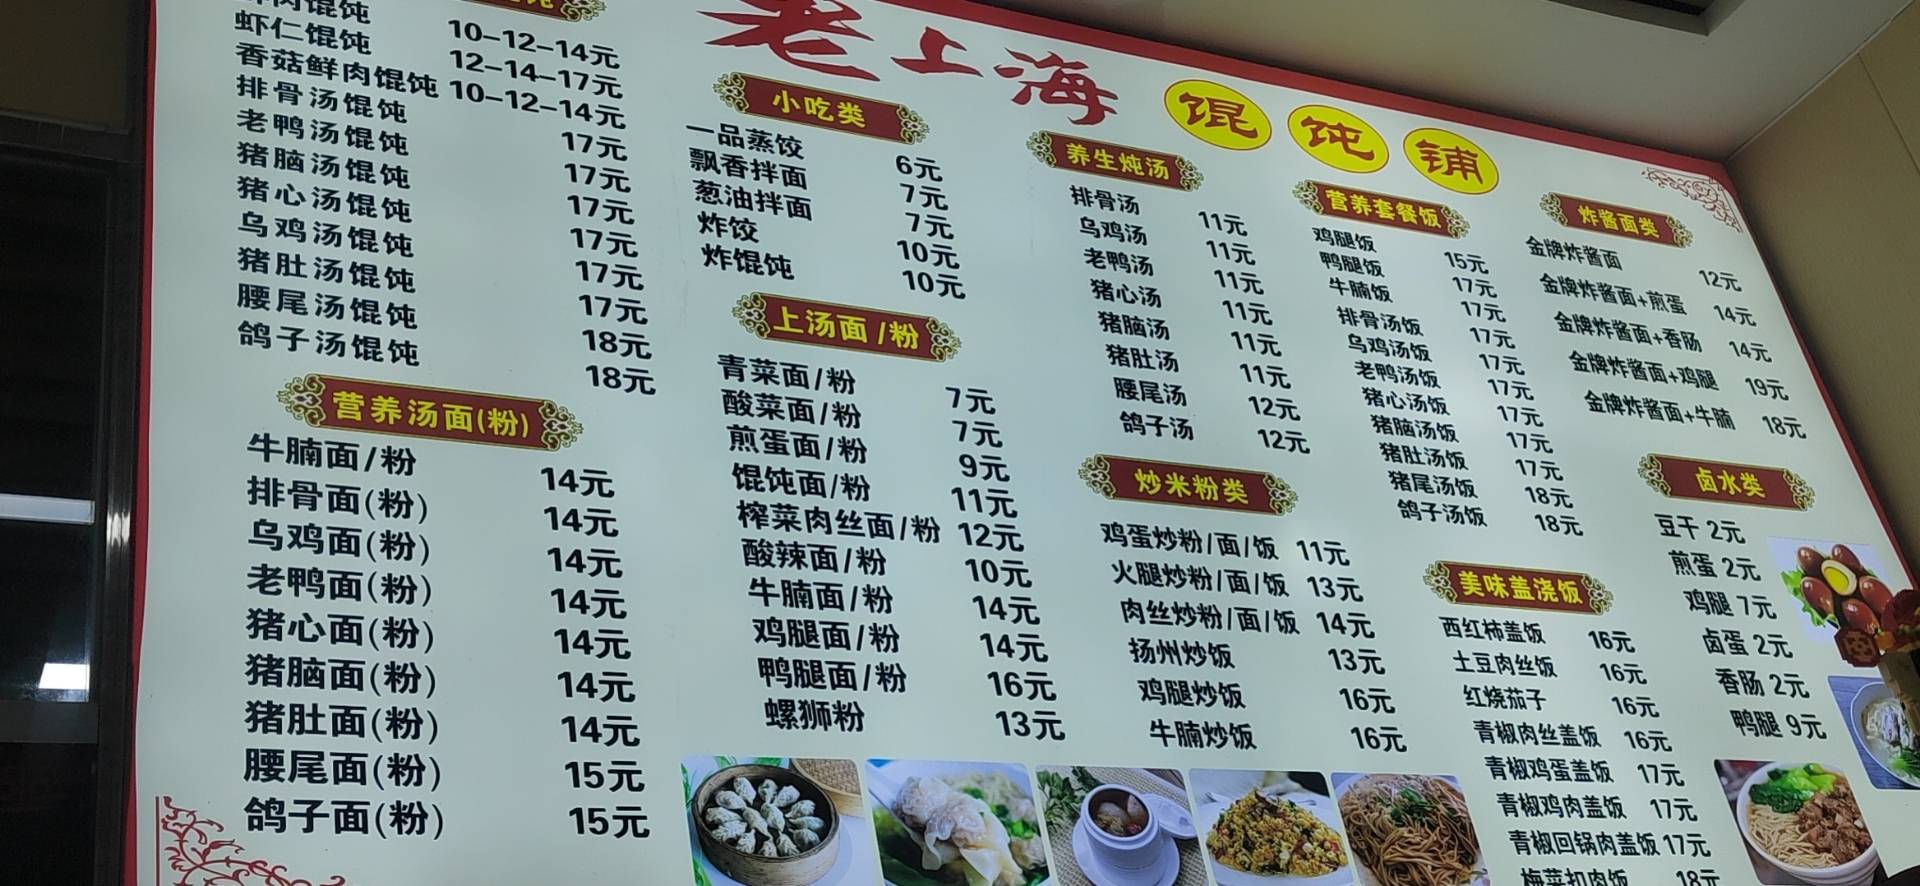 老上海
馄饨铺
鲜肉馄饨 10-12-14元
虾仁馄饨 12-14-17元
香菇鲜肉馄饨 10-12-14元
排骨汤馄饨 17元
老鸭汤馄饨 17元
猪脑汤馄饨 17元
猪心汤馄饨 17元
乌鸡汤馄饨 17元
猪肚汤馄饨 17元
腰尾汤馄饨 18元
鸽子汤馄饨 18元
营养汤面(粉)
牛腩面/粉 14元
排骨面(粉) 14元
乌鸡面(粉) 14元
老鸭面(粉) 14元
猪心面(粉) 14元
猪脑面(粉) 14元
猪肚面(粉) 14元
腰尾面(粉) 15元
鸽子面(粉) 15元
小吃类
一品蒸饺 6元
飘香拌面 7元
葱油拌面 7元
炸饺 10元
炸馄饨 10元
上汤面/粉
青菜面/粉 7元
酸菜面/粉 7元
煎蛋面/粉 9元
馄饨面/粉 11元
榨菜肉丝面/粉 12元
酸辣面/粉 10元
牛腩面/粉 14元
鸡腿面/粉 14元
鸭腿面/粉 16元
螺狮粉 13元
养生炖汤
排骨汤 11元
乌鸡汤 11元
老鸭汤 11元
猪心汤 11元
猪脑汤 11元
猪肚汤 11元
腰尾汤 12元
鸽子汤 12元
炒米粉类
鸡蛋炒粉/面/饭 11元
火腿炒粉/面/饭 13元
肉丝炒粉/面/饭 14元
扬州炒饭 13元
鸡腿炒饭 16元
牛腩炒饭 16元
营养套餐饭
鸡腿饭 15元
鸭腿饭 17元
牛腩饭 17元
排骨汤饭 17元
乌鸡汤饭 17元
老鸭汤饭 17元
猪心汤饭 17元
猪脑汤饭 17元
猪肚汤饭 17元
猪尾汤饭 18元
鸽子汤饭 18元
美味盖浇饭
西红柿盖饭 16元
土豆肉丝饭 16元
红烧茄子 16元
青椒肉丝盖饭 16元
青椒鸡蛋盖饭 17元
青椒鸡肉盖饭 17元
青椒回锅肉盖饭 17元
梅菜扣肉饭 18元
炸酱面类
金牌炸酱面 12元
金牌炸酱面+煎蛋 14元
金牌炸酱面+香肠 14元
金牌炸酱面+鸡腿 19元
金牌炸酱面+牛腩 18元
卤水类
豆干 2元
煎蛋 2元
鸡腿 7元
卤蛋 2元
香肠 2元
鸭腿 9元